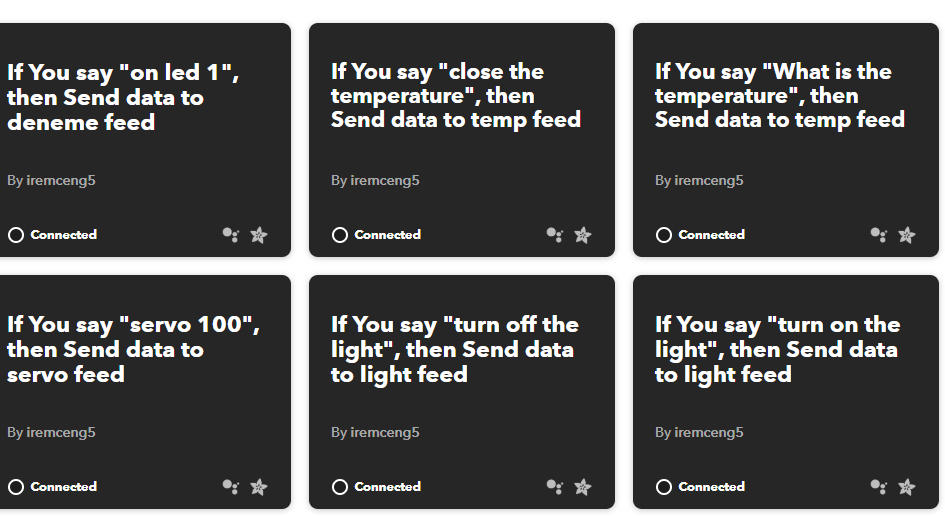 If You say "on led 1",
then Send data to
deneme feed
By iremceng5
Connected
If You say "close the
temperature", then
Send data to temp feed
By iremceng5
Connected
If You say "What is the
temperature", then
Send data to temp feed
By iremceng5
Connected
If You say "servo 100",
then Send data to
servo feed
By iremceng5
Connected
If You say "turn off the
light", then Send data
to light feed
By iremceng5
Connected
If You say "turn on the
light", then Send data
to light feed
By iremceng5
Connected